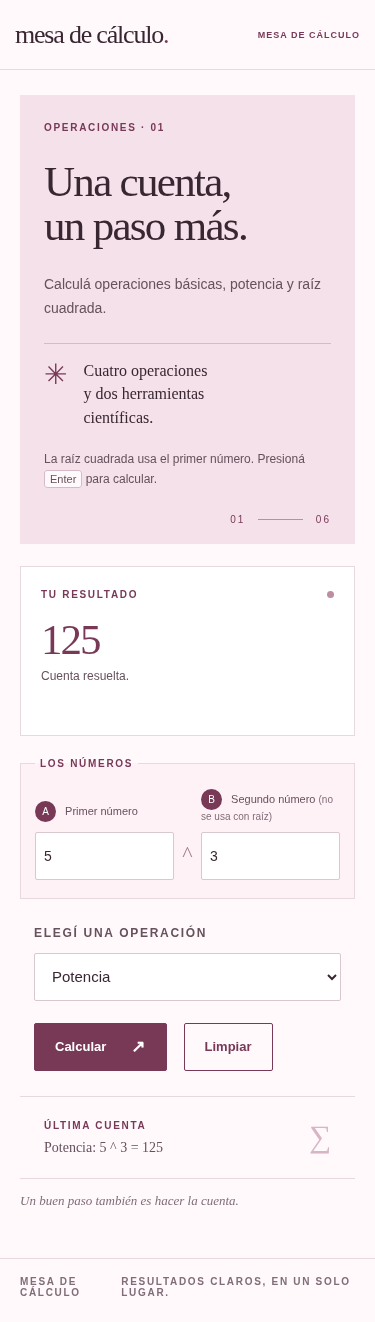 mesa de cálculo.
MESA DE CÁLCULO
OPERACIONES · 01
Una cuenta,
un paso más.
Calculá operaciones básicas, potencia y raíz
cuadrada.
✳ Cuatro operaciones
y dos herramientas
científicas.
La raíz cuadrada usa el primer número. Presioná
Enter para calcular.
01 06
TU RESULTADO
125
Cuenta resuelta.
LOS NÚMEROS
A Primer número
B Segundo número (no
se usa con raíz)
5 ^ 3
ELEGÍ UNA OPERACIÓN
Potencia
Calcular ↗ Limpiar
ÚLTIMA CUENTA
Potencia: 5 ^ 3 = 125
∑
Un buen paso también es hacer la cuenta.
MESA DE
CÁLCULO
RESULTADOS CLAROS, EN UN SOLO
LUGAR.